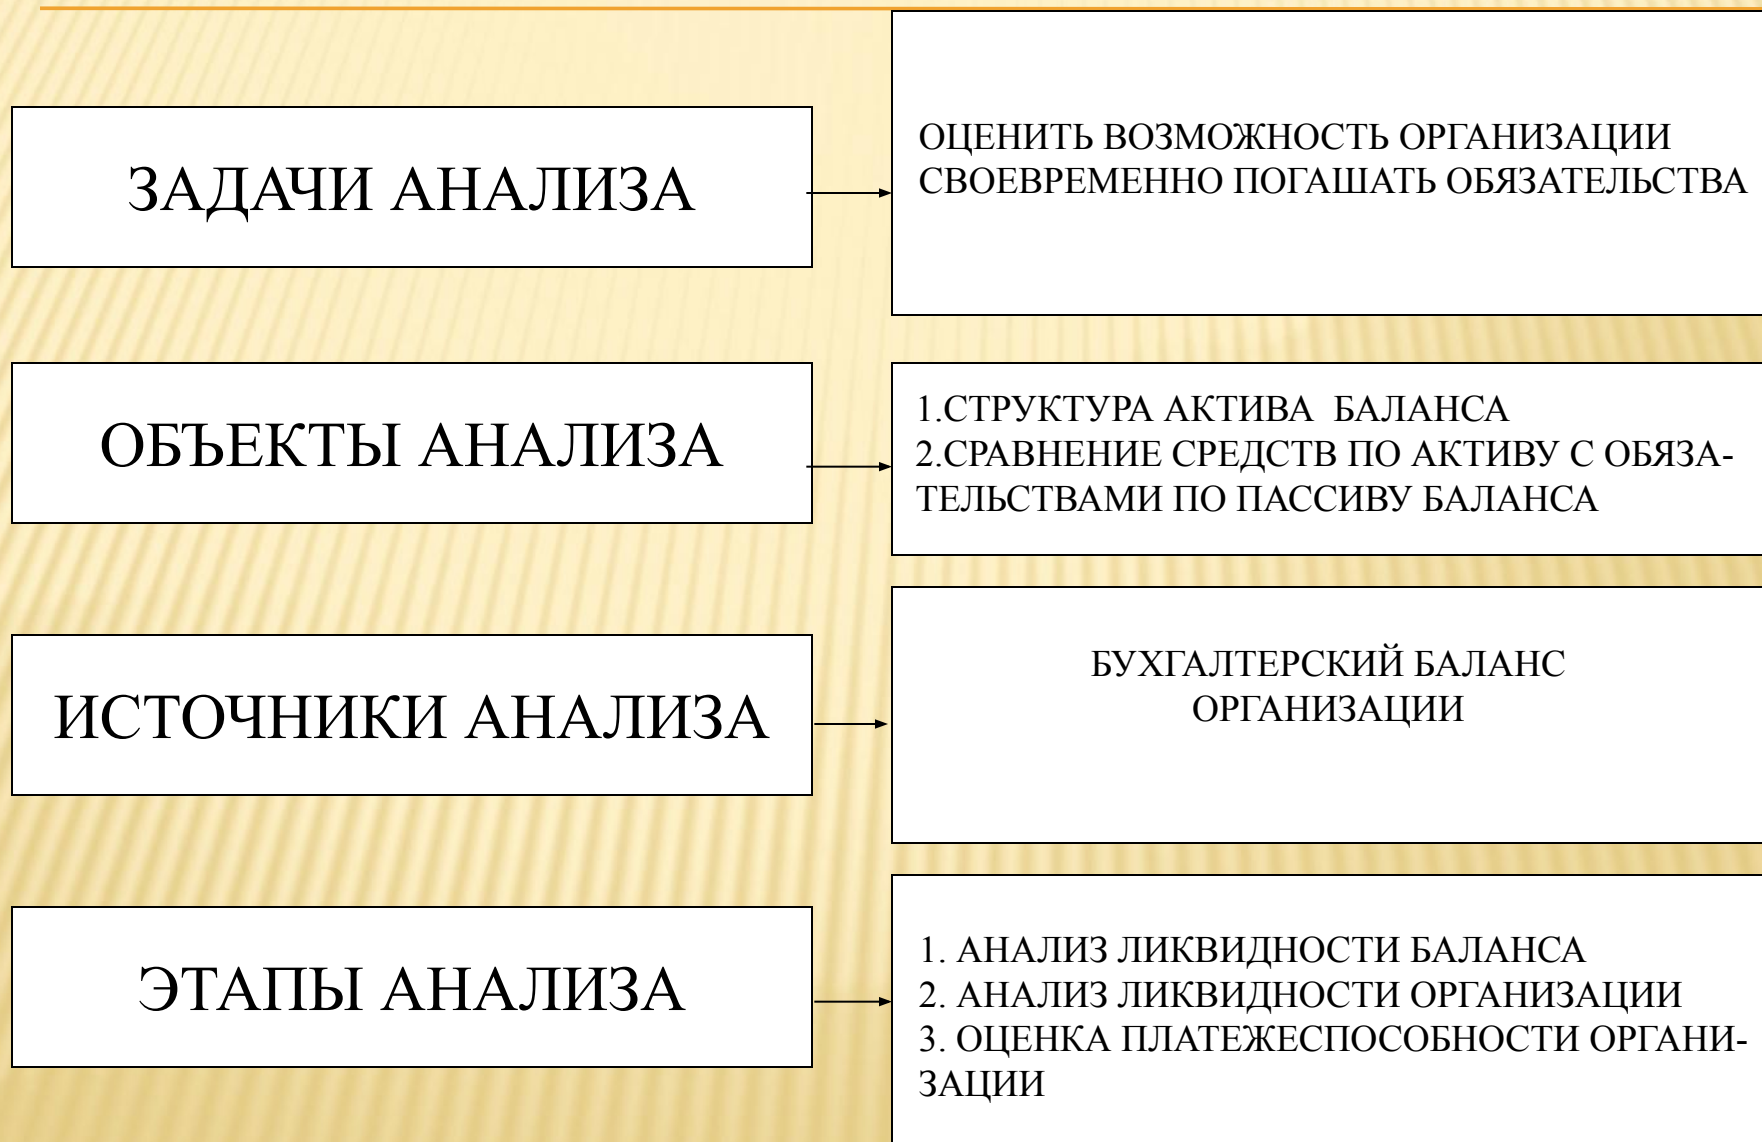 ЗАДАЧИ АНАЛИЗА
ОЦЕНИТЬ ВОЗМОЖНОСТЬ ОРГАНИЗАЦИИ
СВОЕВРЕМЕННО ПОГАШАТЬ ОБЯЗАТЕЛЬСТВА
ОБЪЕКТЫ АНАЛИЗА
1.СТРУКТУРА АКТИВА БАЛАНСА
2.СРАВНЕНИЕ СРЕДСТВ ПО АКТИВУ С ОБЯЗА-
ТЕЛЬСТВАМИ ПО ПАССИВУ БАЛАНСА
ИСТОЧНИКИ АНАЛИЗА
БУХГАЛТЕРСКИЙ БАЛАНС
ОРГАНИЗАЦИИ
ЭТАПЫ АНАЛИЗА
1. АНАЛИЗ ЛИКВИДНОСТИ БАЛАНСА
2. АНАЛИЗ ЛИКВИДНОСТИ ОРГАНИЗАЦИИ
3. ОЦЕНКА ПЛАТЕЖЕСПОСОБНОСТИ ОРГАНИ-
ЗАЦИИ